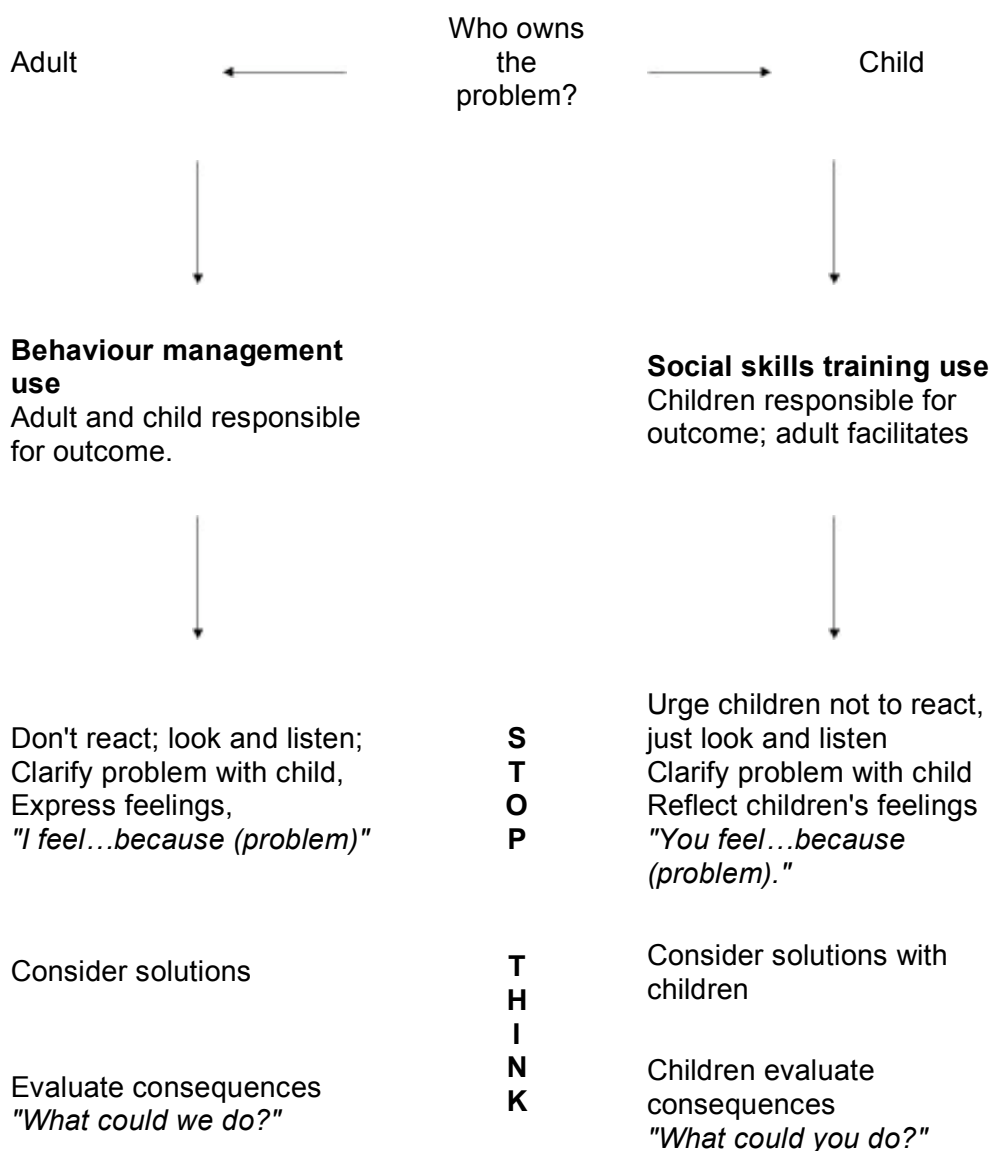 Who owns
the
problem?
Adult
Child
Behaviour management
use
Adult and child responsible
for outcome.
Social skills training use
Children responsible for
outcome; adult facilitates
Don't react; look and listen;
Clarify problem with child,
Express feelings,
"I feel…because (problem)"
S
T
O
P
Urge children not to react,
just look and listen
Clarify problem with child
Reflect children's feelings
"You feel…because
(problem)."
Consider solutions
Evaluate consequences
"What could we do?"
T
H
I
N
K
Consider solutions with
children
Children evaluate
consequences
"What could you do?"